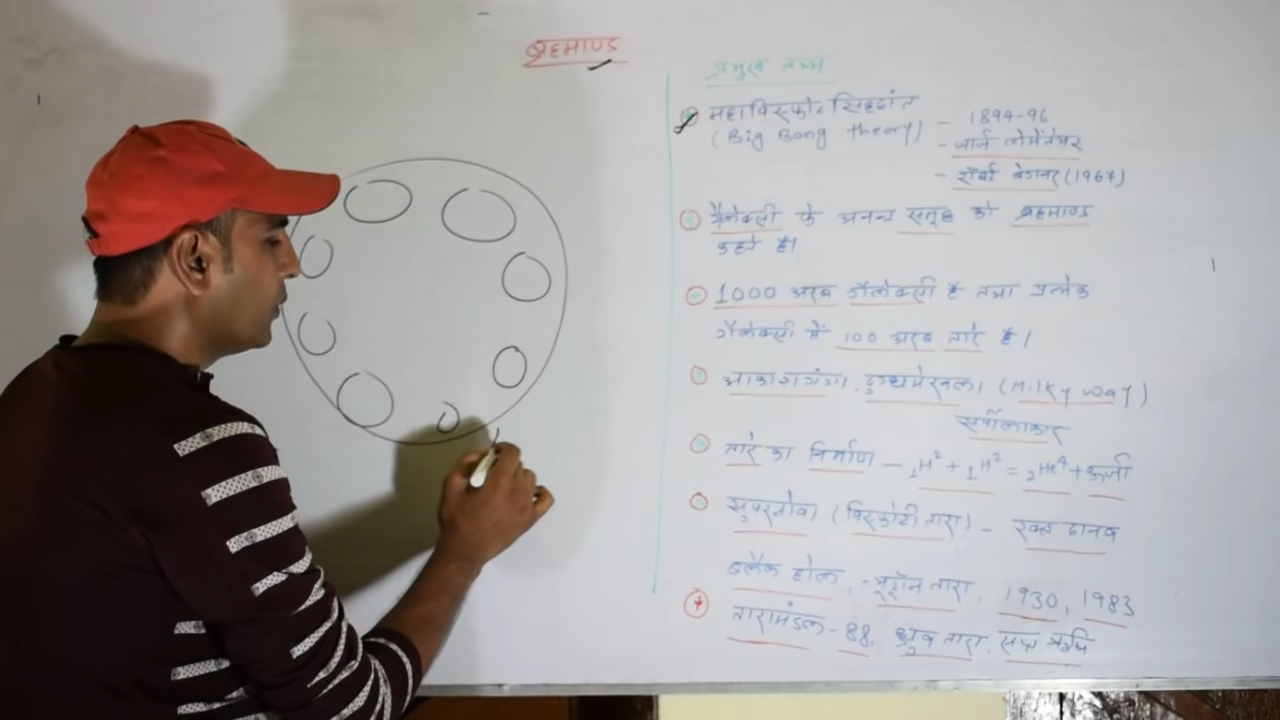 ब्रहमाण्ड
प्रमुख तथ्य
महाविस्फोट सिद्धांत
(Big Bang theory)
- 1894-96
- जार्ज लेमेंतेयर
- रॉबर्ट वेगनर (1967)
गैलेक्सी के अनन्त समूह को ब्रहमाण्ड
कहते है।
1000 अरब गैलेक्सी है तथा प्रत्येक
गैलेक्सी में 100 अरब तारे है।
आकाशगंगा, दुग्धमेखला (Milky way)
सर्पीलाकार
तारे का निर्माण - ₁H² + ₁H² = ₂He⁴ + ऊर्जा
सुपरनोवा (विस्फोटी तारा) - रक्त दानव
ब्लैक होल, - न्यूट्रॉन तारा, 1930, 1983
तारामंडल - 88, ध्रुव तारा, सप्त ऋषि